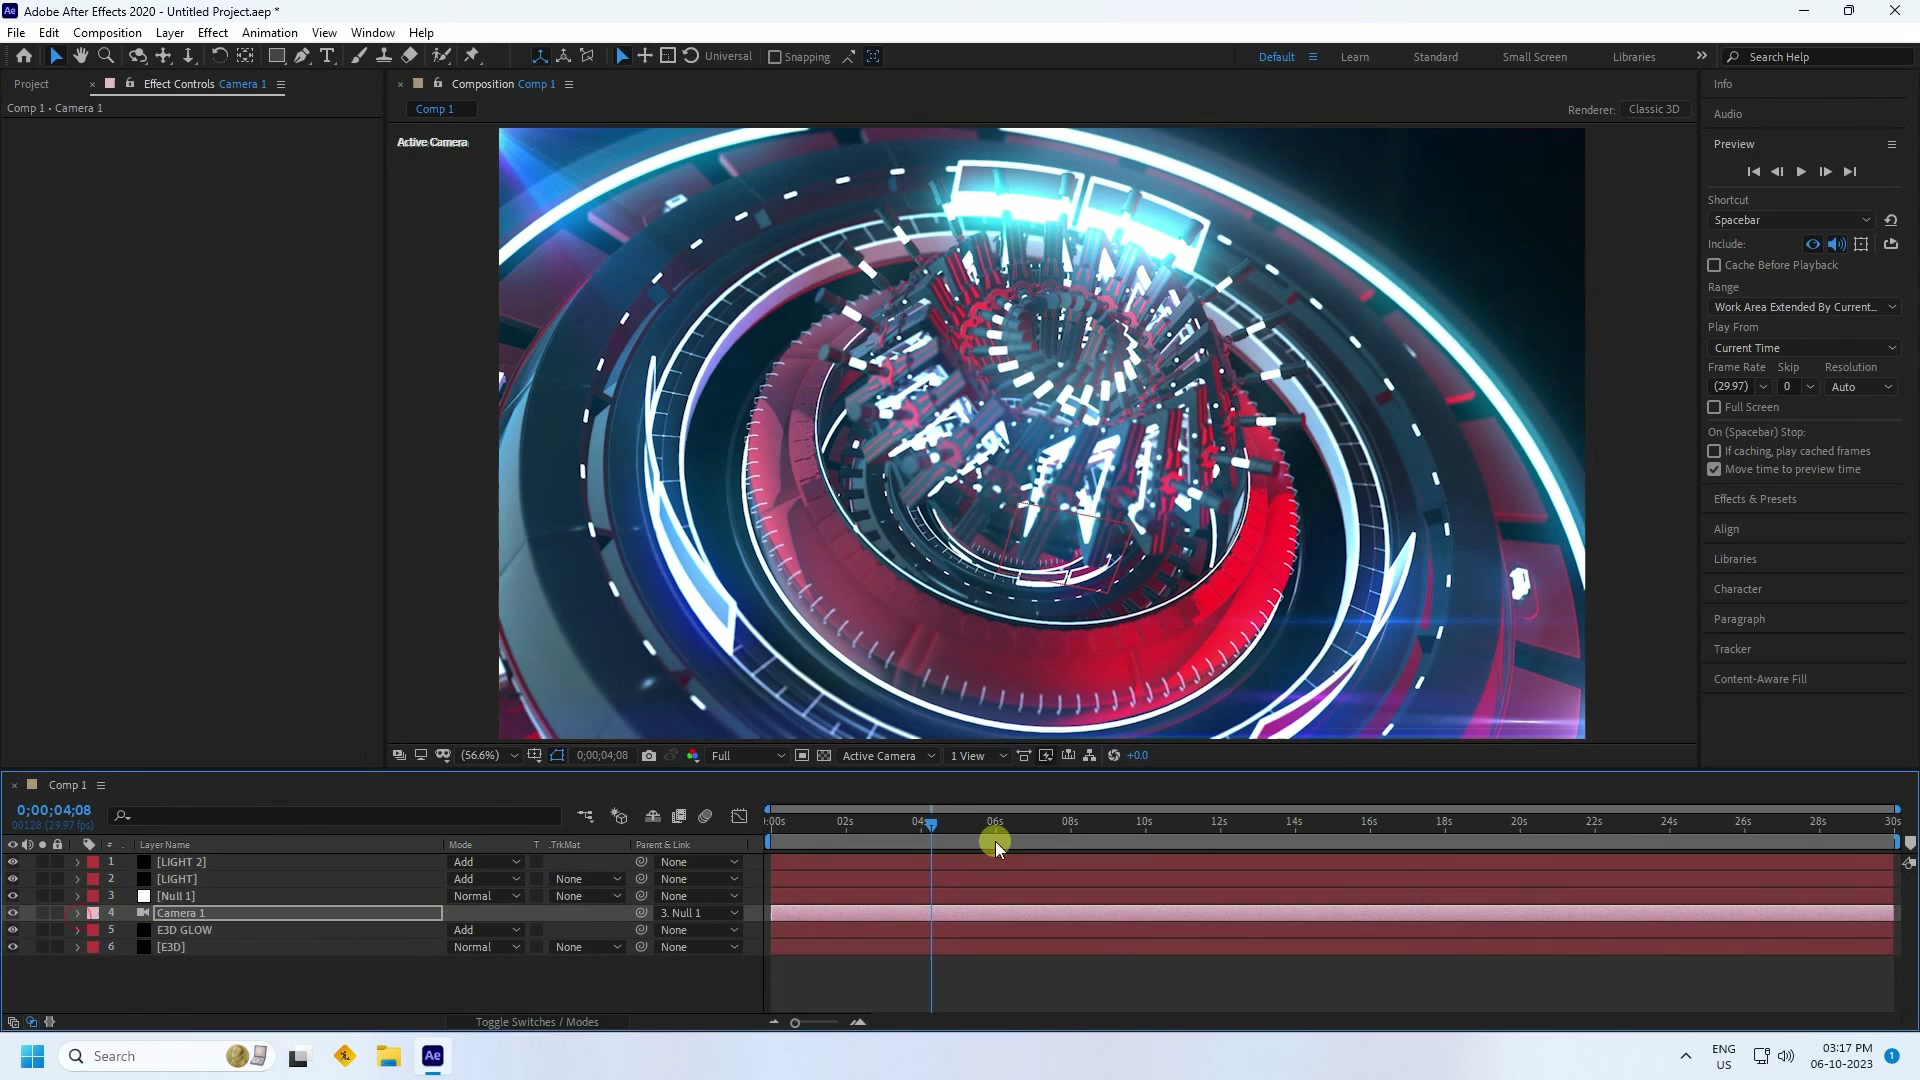 Adobe After Effects 2020 - Untitled Project.aep *
File Edit Composition Layer Effect Animation View Window Help
Universal Snapping Default Learn Standard Small Screen Libraries Search Help
Project Effect Controls Camera 1
Comp 1 • Camera 1
Composition Comp 1
Comp 1
Renderer: Classic 3D
Active Camera
Info
Audio
Preview
Shortcut
Spacebar
Include:
Cache Before Playback
Range
Work Area Extended By Current...
Play From
Current Time
Frame Rate Skip Resolution
(29.97) 0 Auto
Full Screen
On (Spacebar) Stop:
If caching, play cached frames
Move time to preview time
Effects & Presets
Align
Libraries
Character
Paragraph
Tracker
Content-Aware Fill
(56.6%) 0;00;04;08 Full Active Camera 1 View +0.0
Comp 1
0;00;04;08
00128 (29.97 fps)
:00s 02s 04s 06s 08s 10s 12s 14s 16s 18s 20s 22s 24s 26s 28s 30s
# Layer Name Mode T .TrkMat Parent & Link
1 [LIGHT 2] Add None
2 [LIGHT] Add None None
3 [Null 1] Normal None None
4 Camera 1 3. Null 1
5 E3D GLOW Add None
6 [E3D] Normal None None
Toggle Switches / Modes
Search
Ae
ENG
US
03:17 PM
06-10-2023
1